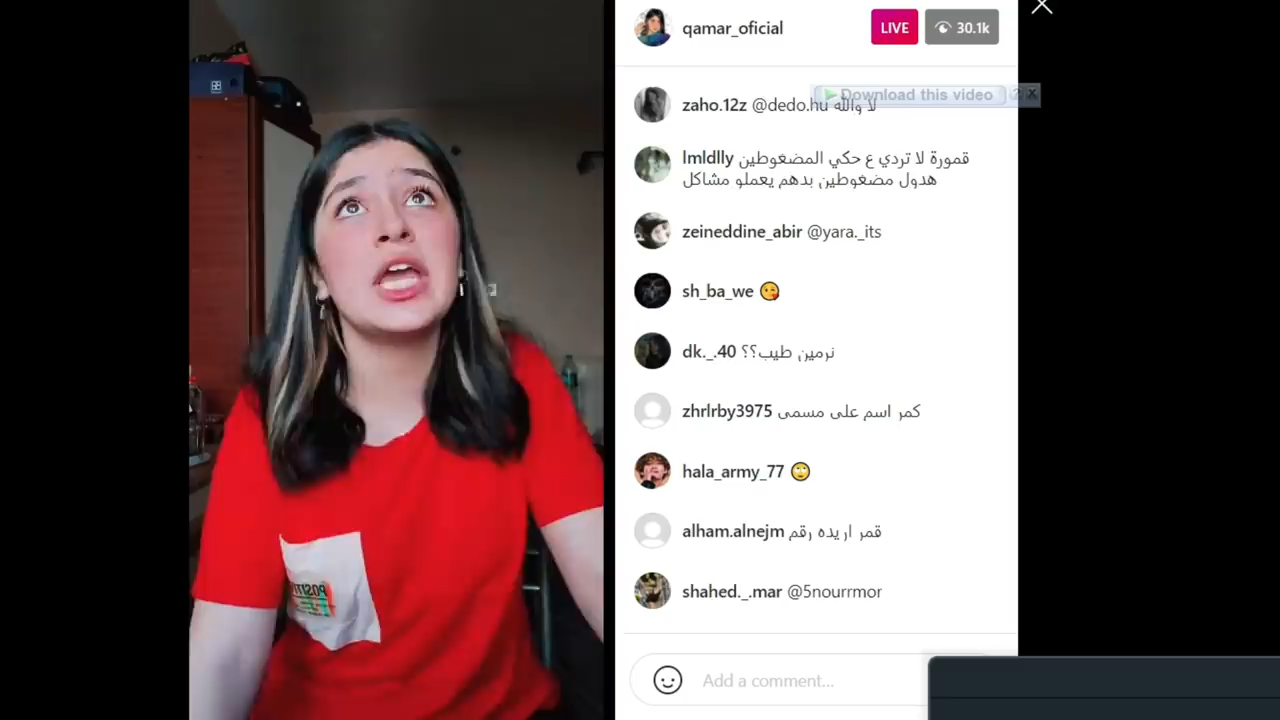 qamar_oficial
LIVE
30.1k
Download this video
? x
zaho.12z @dedo.hu لا والله
lmldlly قمورة لا تردي ع حكي المضغوطين
هدول مضغوطين بدهم يعملو مشاكل
zeineddine_abir @yara._its
sh_ba_we 😘
dk._.40 نرمين طيب؟؟
zhrlrby3975 كمر اسم على مسمى
hala_army_77 🙄
alham.alnejm قمر اريده رقم
shahed._.mar @5nourrmor
Add a comment...